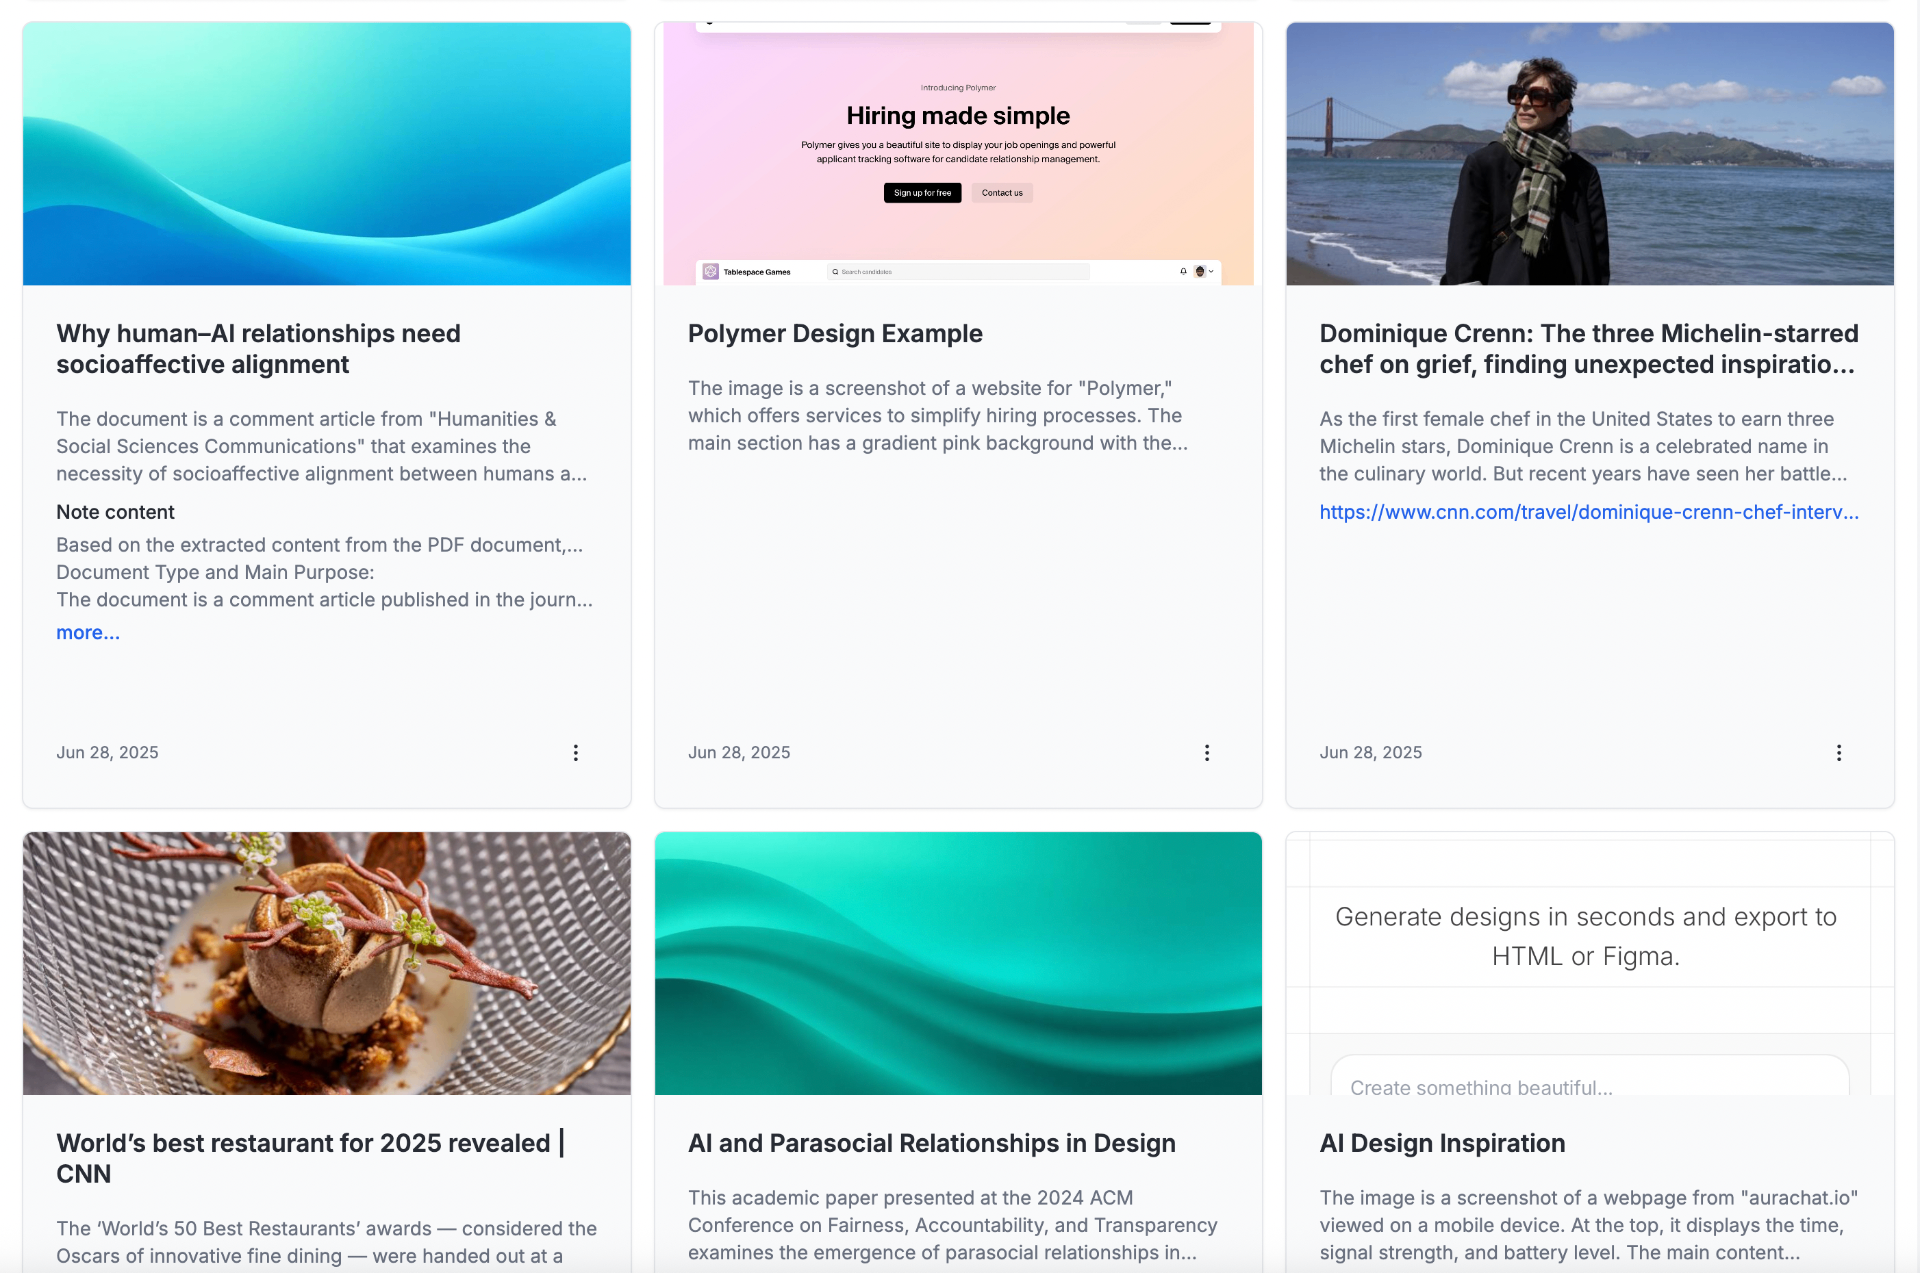 Introducing Polymer
Hiring made simple
Polymer gives you a beautiful site to display your job openings and powerful
applicant tracking software for candidate relationship management.
Sign up for free
Contact us
Tablespace Games
Search candidates
Why human–AI relationships need
socioaffective alignment
The document is a comment article from "Humanities &
Social Sciences Communications" that examines the
necessity of socioaffective alignment between humans a...
Note content
Based on the extracted content from the PDF document,...
Document Type and Main Purpose:
The document is a comment article published in the journ...
more...
Jun 28, 2025
Polymer Design Example
The image is a screenshot of a website for "Polymer,"
which offers services to simplify hiring processes. The
main section has a gradient pink background with the...
Jun 28, 2025
Dominique Crenn: The three Michelin-starred
chef on grief, finding unexpected inspiratio...
As the first female chef in the United States to earn three
Michelin stars, Dominique Crenn is a celebrated name in
the culinary world. But recent years have seen her battle...
https://www.cnn.com/travel/dominique-crenn-chef-interv...
Jun 28, 2025
World’s best restaurant for 2025 revealed |
CNN
The ‘World’s 50 Best Restaurants’ awards — considered the
Oscars of innovative fine dining — were handed out at a
AI and Parasocial Relationships in Design
This academic paper presented at the 2024 ACM
Conference on Fairness, Accountability, and Transparency
examines the emergence of parasocial relationships in...
Generate designs in seconds and export to
HTML or Figma.
Create something beautiful...
AI Design Inspiration
The image is a screenshot of a webpage from "aurachat.io"
viewed on a mobile device. At the top, it displays the time,
signal strength, and battery level. The main content...